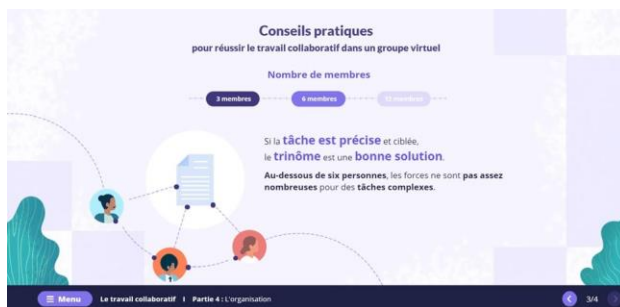 Conseils pratiques
pour réussir le travail collaboratif dans un groupe virtuel
Nombre de membres
3 membres
6 membres
12 membres
Si la tâche est précise et ciblée,
le trinôme est une bonne solution.
Au-dessous de six personnes, les forces ne sont pas assez
nombreuses pour des tâches complexes.
Menu
Le travail collaboratif I Partie 4 : L'organisation
3/4